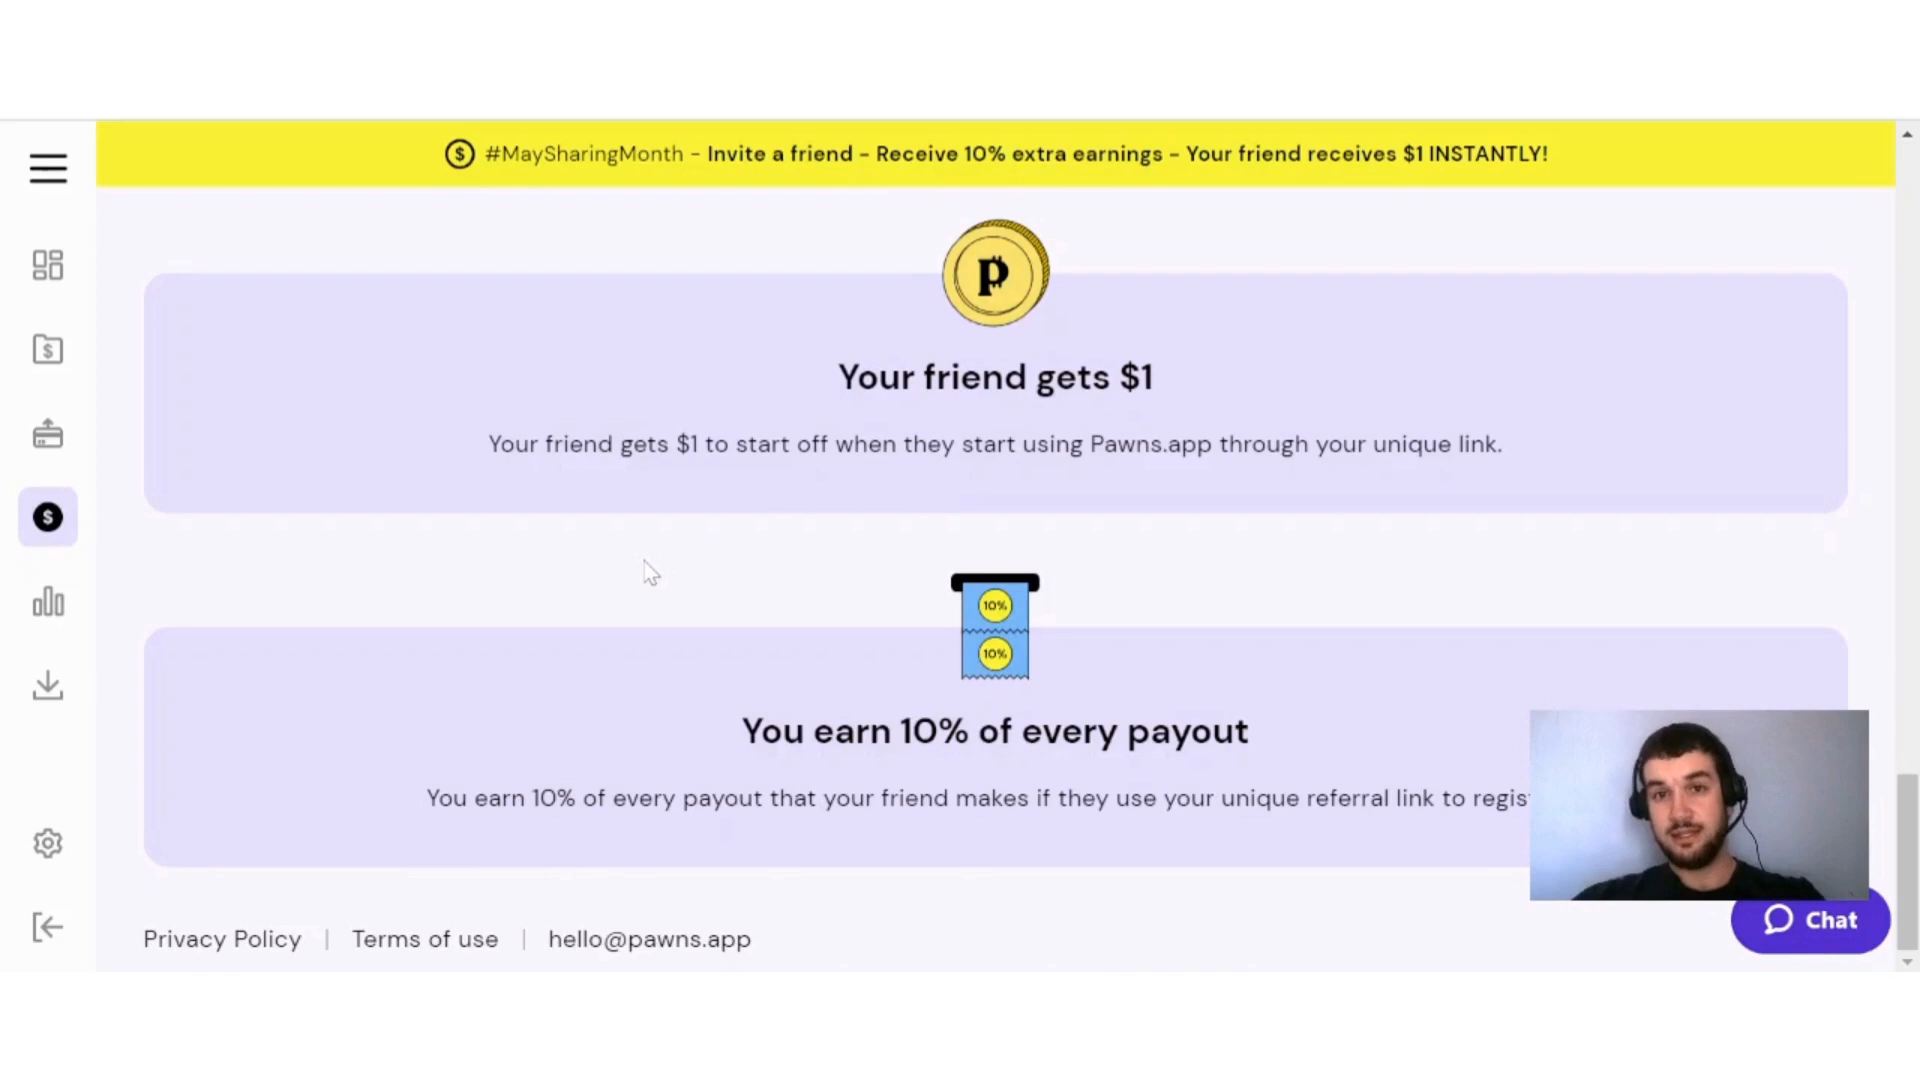 #MaySharingMonth - Invite a friend - Receive 10% extra earnings - Your friend receives $1 INSTANTLY!
Your friend gets $1
Your friend gets $1 to start off when they start using Pawns.app through your unique link.
10%
10%
You earn 10% of every payout
You earn 10% of every payout that your friend makes if they use your unique referral link to regis
Privacy Policy | Terms of use | hello@pawns.app
Chat